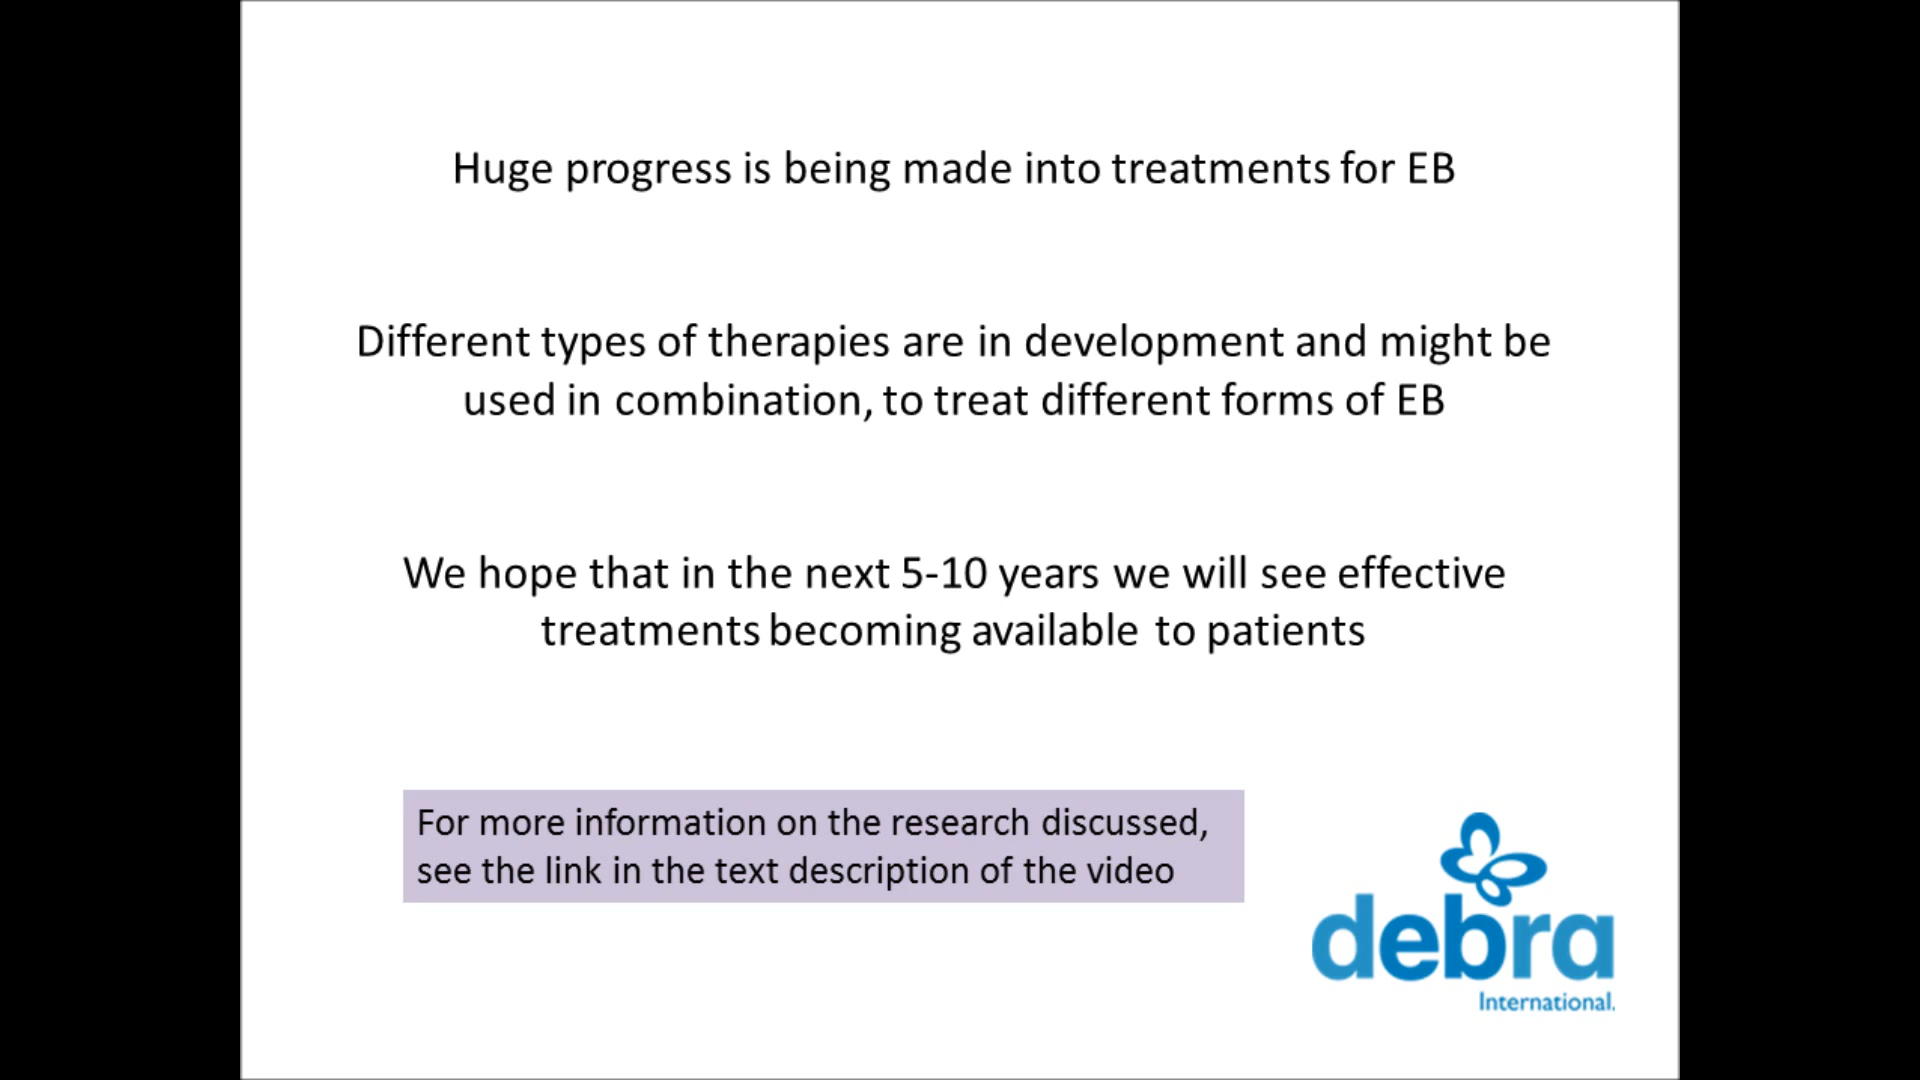 Huge progress is being made into treatments for EB
Different types of therapies are in development and might be
used in combination, to treat different forms of EB
We hope that in the next 5-10 years we will see effective
treatments becoming available to patients
For more information on the research discussed,
see the link in the text description of the video
debra
International.